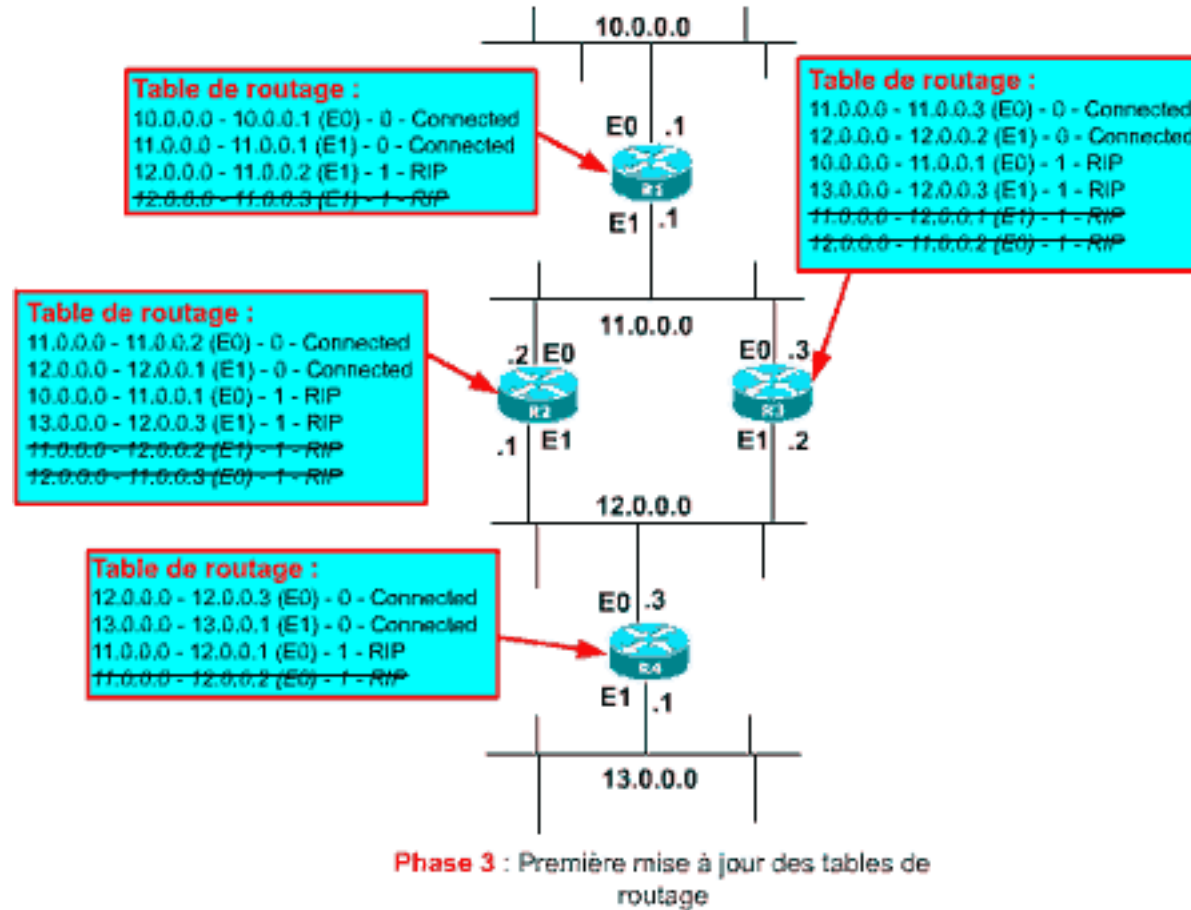 10.0.0.0
Table de routage :
10.0.0.0 - 10.0.0.1 (E0) - 0 - Connected
11.0.0.0 - 11.0.0.1 (E1) - 0 - Connected
12.0.0.0 - 11.0.0.2 (E1) - 1 - RIP
12.0.0.0 - 11.0.0.3 (E1) - 1 - RIP
Table de routage :
11.0.0.0 - 11.0.0.3 (E0) - 0 - Connected
12.0.0.0 - 12.0.0.2 (E1) - 0 - Connected
10.0.0.0 - 11.0.0.1 (E0) - 1 - RIP
13.0.0.0 - 12.0.0.3 (E1) - 1 - RIP
11.0.0.0 - 12.0.0.1 (E1) - 1 - RIP
12.0.0.0 - 11.0.0.2 (E0) - 1 - RIP
E0 .1
R1
E1 .1
11.0.0.0
Table de routage :
11.0.0.0 - 11.0.0.2 (E0) - 0 - Connected
12.0.0.0 - 12.0.0.1 (E1) - 0 - Connected
10.0.0.0 - 11.0.0.1 (E0) - 1 - RIP
13.0.0.0 - 12.0.0.3 (E1) - 1 - RIP
11.0.0.0 - 12.0.0.2 (E1) - 1 - RIP
12.0.0.0 - 11.0.0.3 (E0) - 1 - RIP
.2 E0
R2
.1 E1
E0 .3
R3
E1 .2
12.0.0.0
Table de routage :
12.0.0.0 - 12.0.0.3 (E0) - 0 - Connected
13.0.0.0 - 13.0.0.1 (E1) - 0 - Connected
11.0.0.0 - 12.0.0.1 (E0) - 1 - RIP
11.0.0.0 - 12.0.0.2 (E0) - 1 - RIP
E0 .3
R4
E1 .1
13.0.0.0
Phase 3 : Première mise à jour des tables de
routage